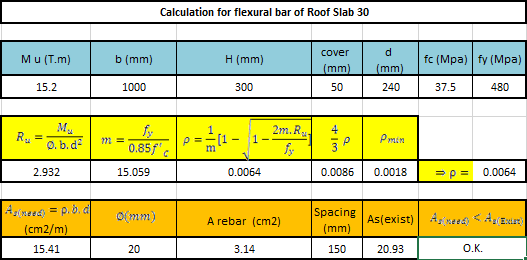 Calculation for flexural bar of Roof Slab 30
M u (T.m) b (mm) H (mm) cover (mm) d (mm) fc (Mpa) fy (Mpa)
15.2 1000 300 50 240 37.5 480
R_u = M_u / Ø.b.d² m = f_y / 0.85f'_c ρ = 1/m [1 − √(1 − 2m.R_u / f_y)] 4/3 ρ ρ_min
2.932 15.059 0.0064 0.0086 0.0018 ⇒ ρ = 0.0064
A_s(need) = ρ.b.d (cm2/m) Ø(mm) A rebar (cm2) Spacing (mm) As(exist) A_s(need) < A_s(Exist)
15.41 20 3.14 150 20.93 O.K.